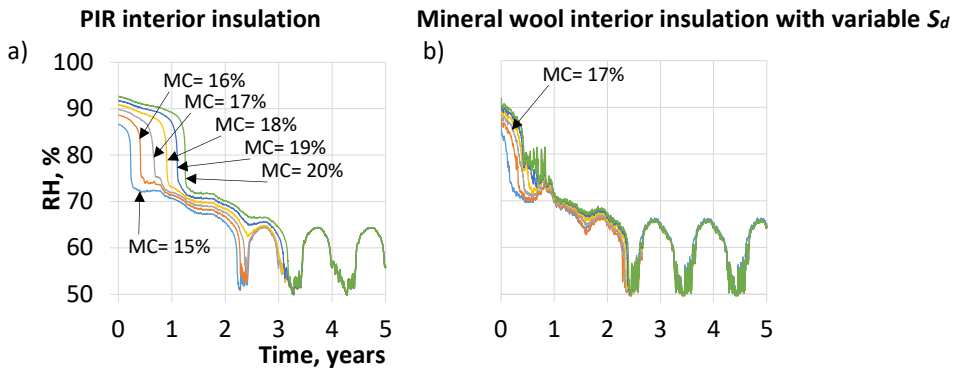 PIR interior insulation
Mineral wool interior insulation with variable S_d
a)
b)
100
90
80
70
60
50
RH, %
MC= 16%
MC= 17%
MC= 18%
MC= 19%
MC= 20%
MC= 15%
MC= 17%
0 1 2 3 4 5
0 1 2 3 4 5
Time, years